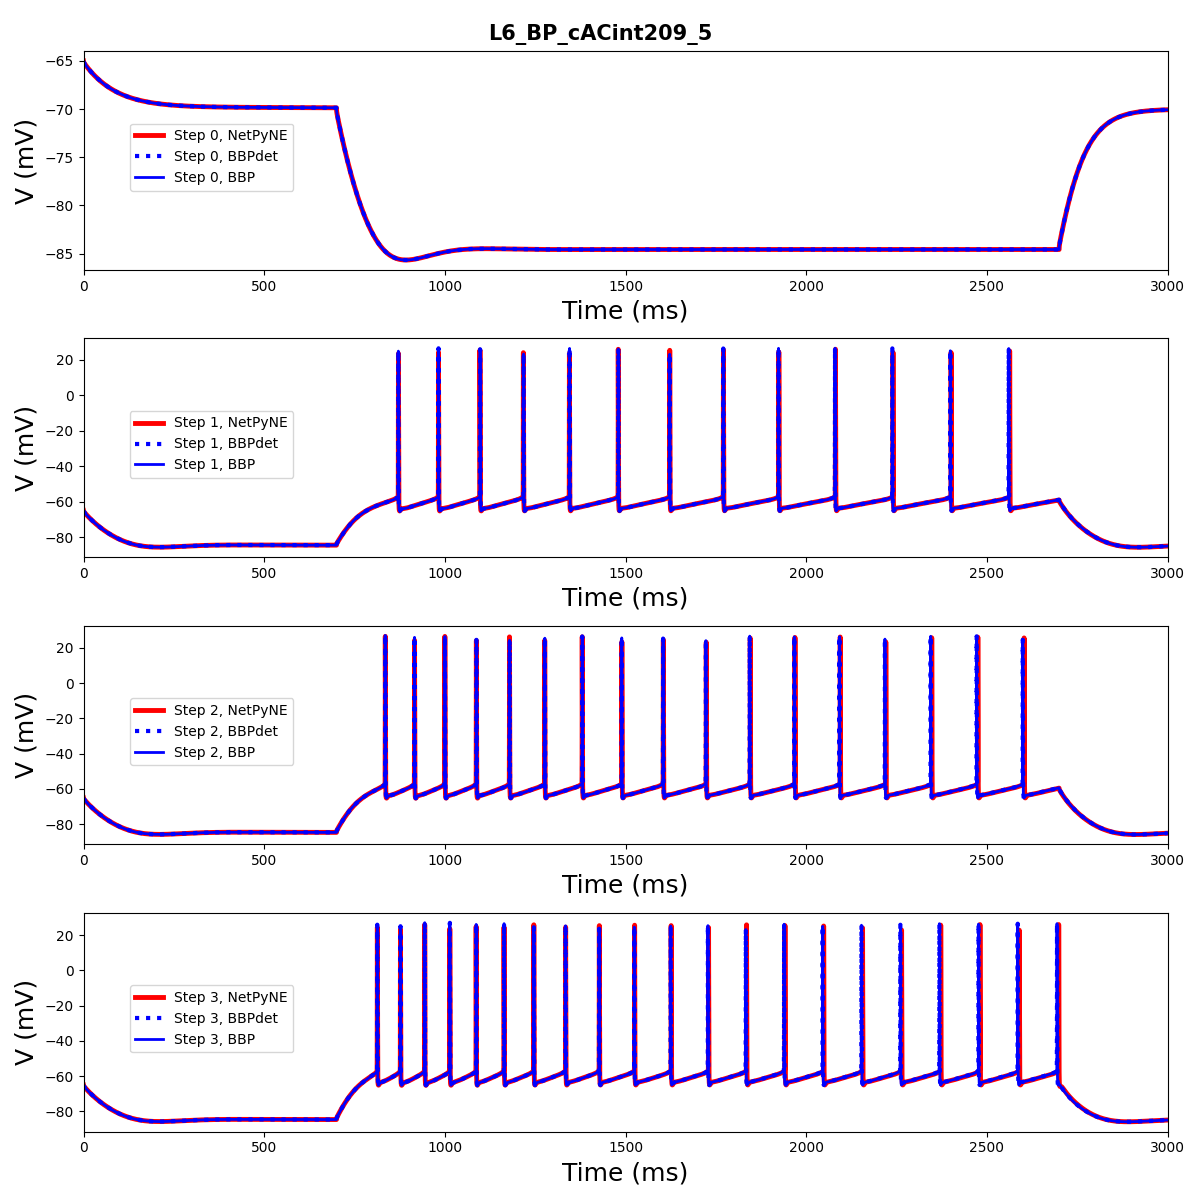 L6_BP_cACint209_5
−65
−70
−75
−80
−85
V (mV)
Step 0, NetPyNE
Step 0, BBPdet
Step 0, BBP
0 500 1000 1500 2000 2500 3000
Time (ms)
20
0
−20
−40
−60
−80
V (mV)
Step 1, NetPyNE
Step 1, BBPdet
Step 1, BBP
0 500 1000 1500 2000 2500 3000
Time (ms)
20
0
−20
−40
−60
−80
V (mV)
Step 2, NetPyNE
Step 2, BBPdet
Step 2, BBP
0 500 1000 1500 2000 2500 3000
Time (ms)
20
0
−20
−40
−60
−80
V (mV)
Step 3, NetPyNE
Step 3, BBPdet
Step 3, BBP
0 500 1000 1500 2000 2500 3000
Time (ms)